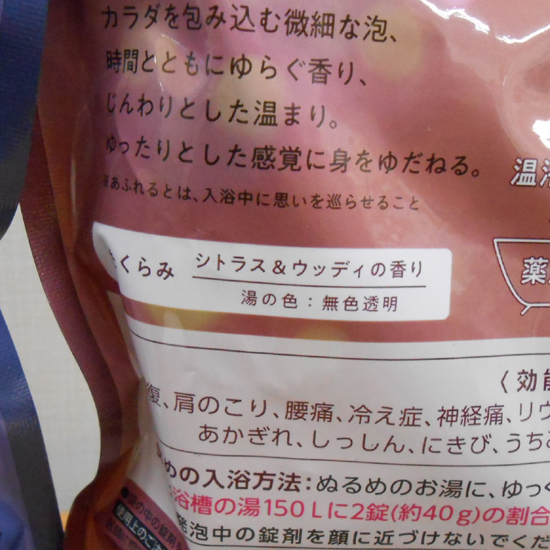 カラダを包み込む微細な泡、
時間とともにゆらぐ香り、
じんわりとした温まり。
ゆったりとした感覚に身をゆだねる。
あふれるとは、入浴中に思いを巡らせること
温
くらみ
シトラス&ウッディの香り
湯の色:無色透明
薬
〈効能
復、肩のこり、腰痛、冷え症、神経痛、リウ
あかぎれ、しっしん、にきび、うち
めの入浴方法:ぬるめのお湯に、ゆっく
浴槽の湯150Lに2錠(約40g)の割合
発泡中の錠剤を顔に近づけないでくだ
使用上のご